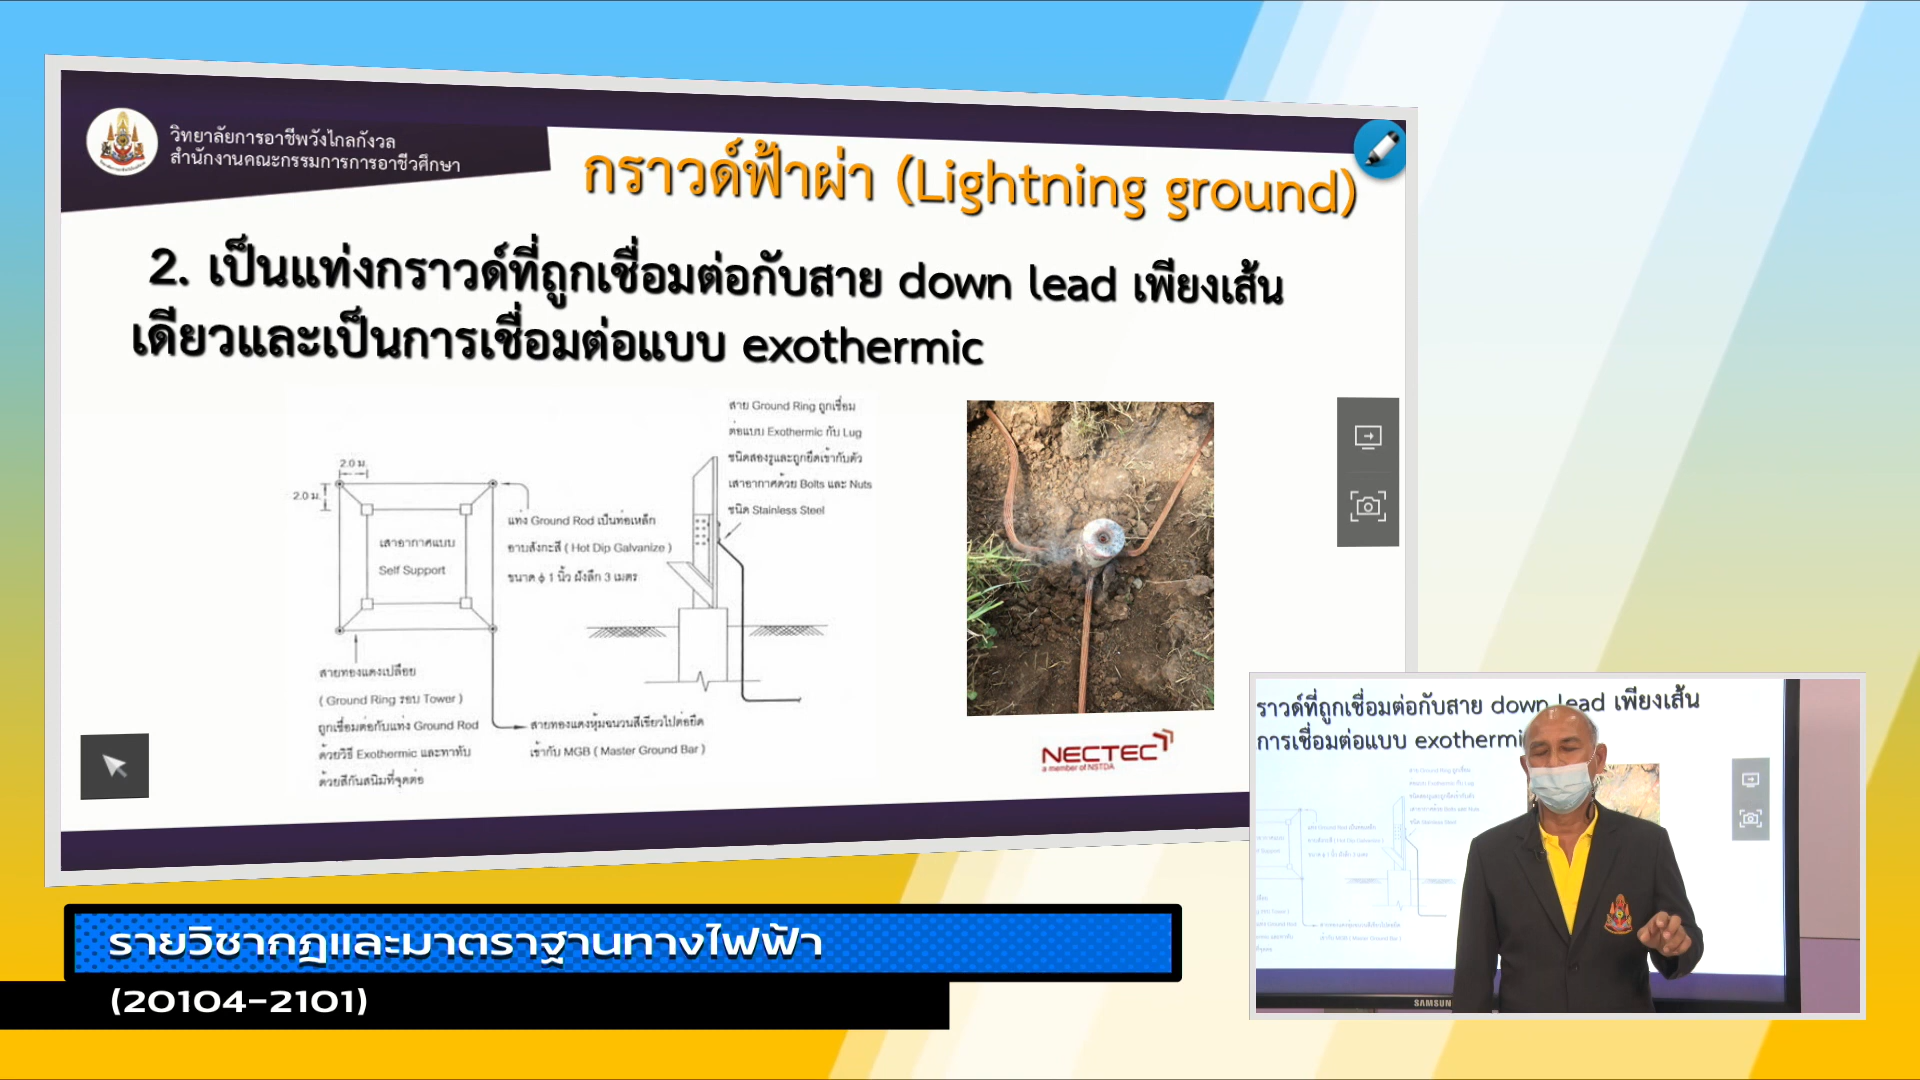 วิทยาลัยการอาชีพวังไกลกังวล
สำนักงานคณะกรรมการการอาชีวศึกษา
กราวด์ฟ้าผ่า (Lightning ground)
2. เป็นแท่งกราวด์ที่ถูกเชื่อมต่อกับสาย down lead เพียงเส้น
เดียวและเป็นการเชื่อมต่อแบบ exothermic
สาย Ground Ring ถูกเชื่อม
ต่อแบบ Exothermic กับ Lug
ชนิดสองรูและถูกยึดเข้ากับตัว
เสาอากาศด้วย Bolts และ Nuts
ชนิด Stainless Steel
2.0 ม.
2.0 ม.
เสาอากาศแบบ
Self Support
แท่ง Ground Rod เป็นท่อเหล็ก
อาบสังกะสี ( Hot Dip Galvanize )
ขนาด ϕ 1 นิ้ว ฝังลึก 3 เมตร
สายทองแดงเปลือย
( Ground Ring รอบ Tower )
ถูกเชื่อมต่อกับแท่ง Ground Rod
ด้วยวิธี Exothermic และทาทับ
ด้วยสีกันสนิมที่จุดต่อ
สายทองแดงหุ้มฉนวนสีเขียวไปต่อยึด
เข้ากับ MGB ( Master Ground Bar )
NECTEC
a member of NSTDA
ราวด์ที่ถูกเชื่อมต่อกับสาย down lead เพียงเส้น
การเชื่อมต่อแบบ exothermi
SAMSUN
รายวิชากฎและมาตราฐานทางไฟฟ้า
(20104-2101)